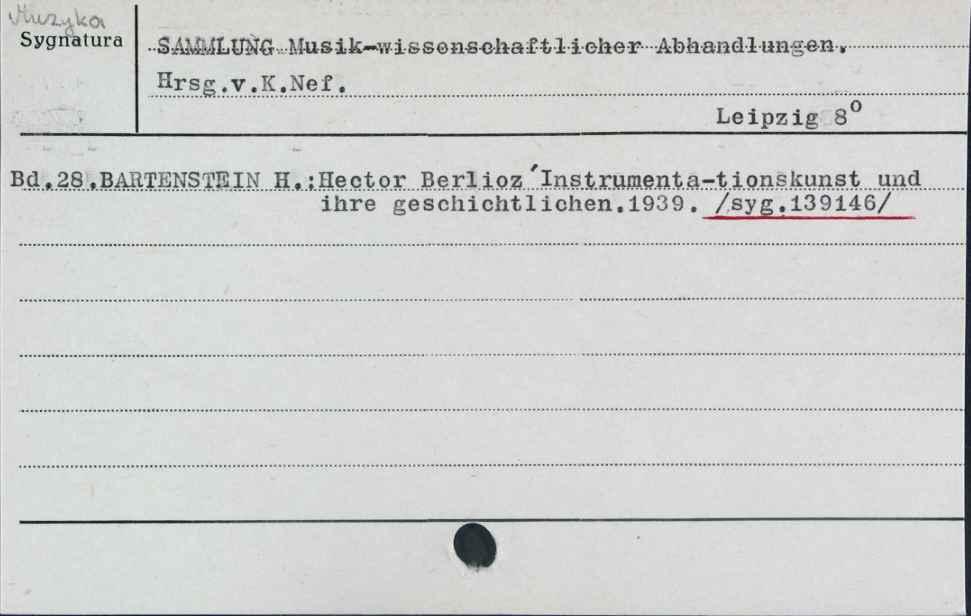 Muzyka
Sygnatura
SAMMLUNG Musik-wissenschaftlicher Abhandlungen.
Hrsg.v.K.Nef.
Leipzig 8⁰
Bd.28.BARTENSTEIN H.:Hector Berlioz´Instrumenta-tionskunst und
ihre geschichtlichen.1939. /syg.139146/